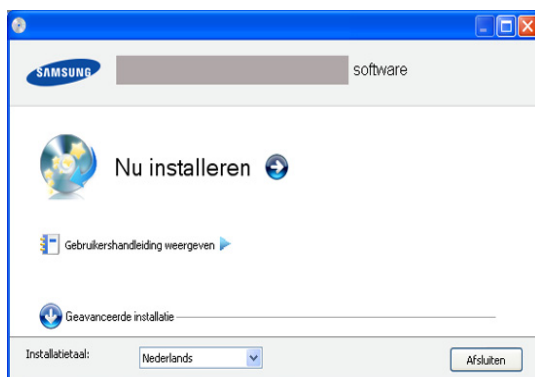 SAMSUNG
software
Nu installeren
Gebruikershandleiding weergeven
Geavanceerde installatie
Installatietaal:
Nederlands
Afsluiten